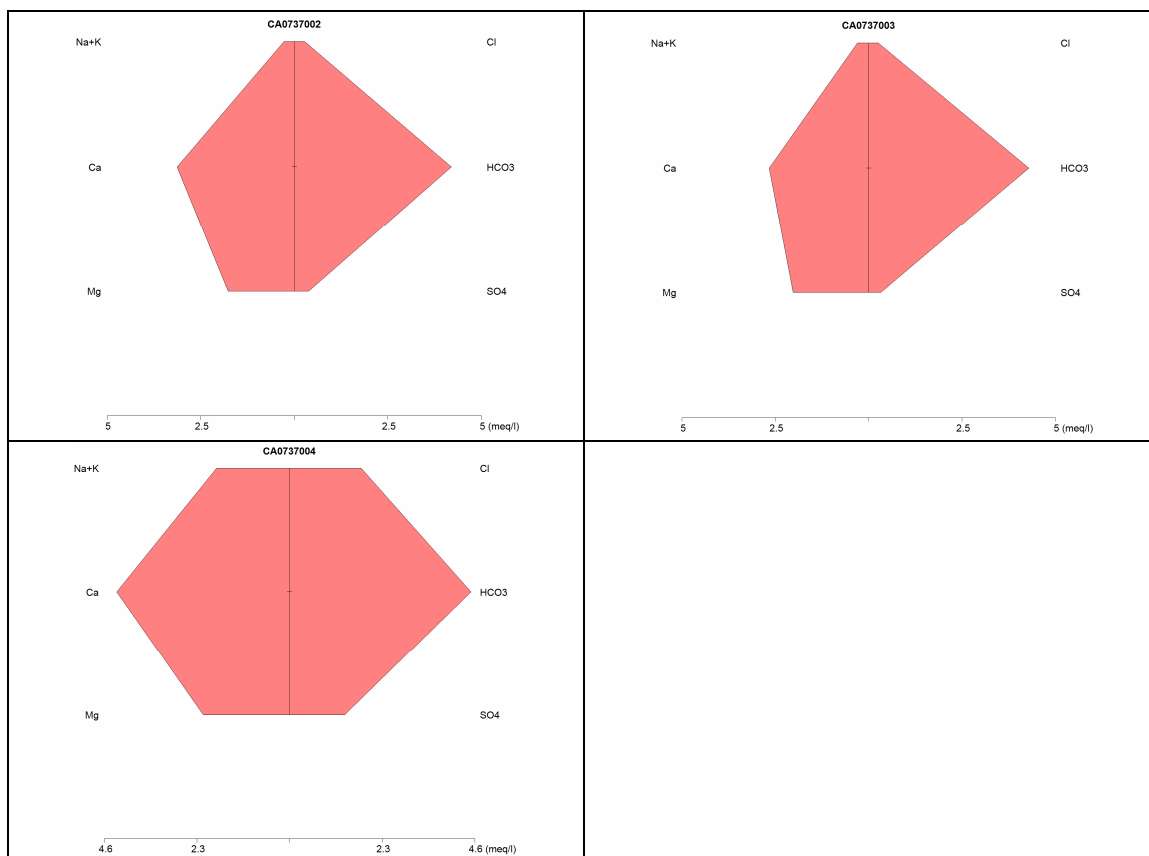 CA0737002
Na+K Cl
Ca HCO3
Mg SO4
5 2.5 2.5 5 (meq/l)
CA0737003
Na+K Cl
Ca HCO3
Mg SO4
5 2.5 2.5 5 (meq/l)
CA0737004
Na+K Cl
Ca HCO3
Mg SO4
4.6 2.3 2.3 4.6 (meq/l)